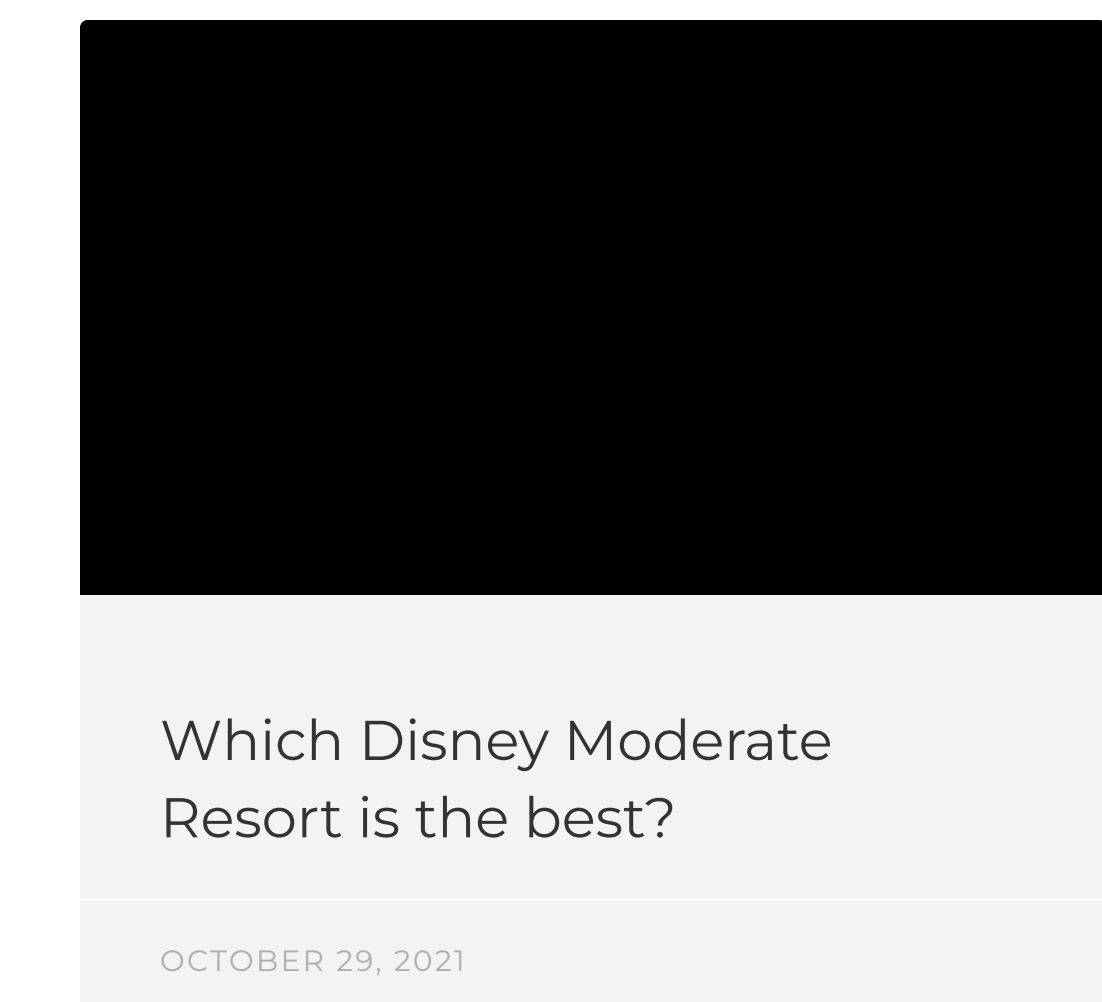 Which Disney Moderate
Resort is the best?
OCTOBER 29, 2021